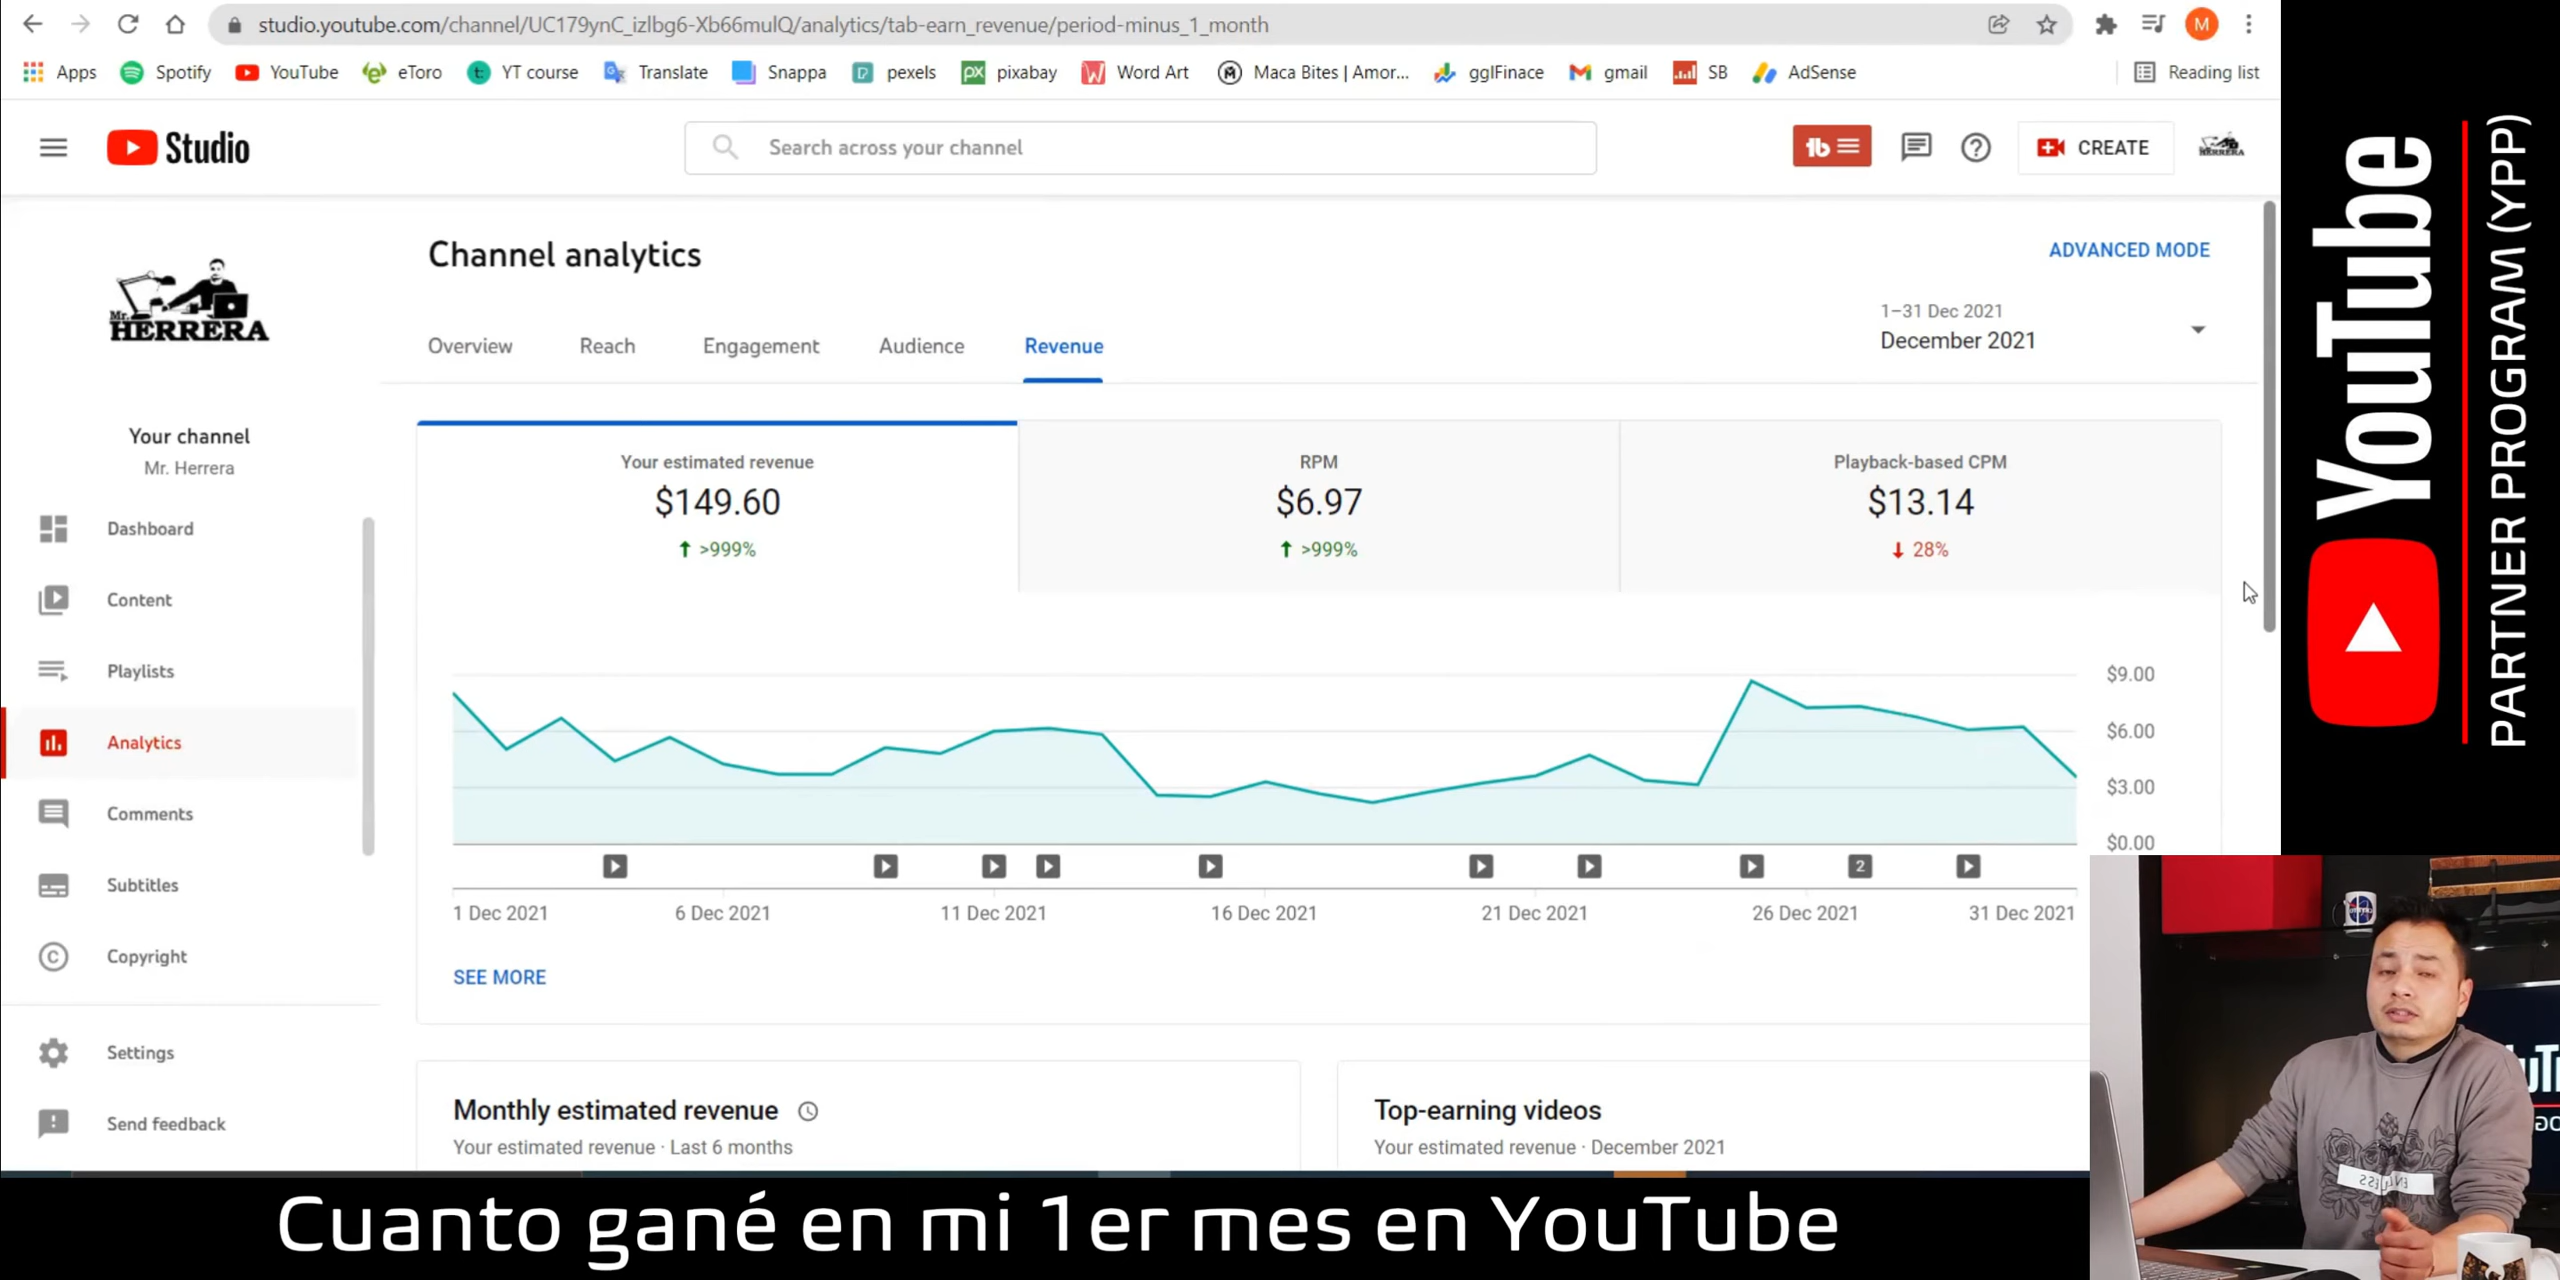 studio.youtube.com/channel/UC179ynC_izlbg6-Xb66mulQ/analytics/tab-earn_revenue/period-minus_1_month
M
Apps Spotify YouTube eToro YT course Translate Snappa pexels pixabay Word Art Maca Bites | Amor... gglFinace gmail SB AdSense Reading list
Studio
Search across your channel
CREATE
Mr. HERRERA
Your channel
Mr. Herrera
Dashboard
Content
Playlists
Analytics
Comments
Subtitles
Copyright
Settings
Send feedback
Channel analytics
ADVANCED MODE
1–31 Dec 2021
December 2021
Overview Reach Engagement Audience Revenue
Your estimated revenue
$149.60
>999%
RPM
$6.97
>999%
Playback-based CPM
$13.14
28%
$9.00
$6.00
$3.00
$0.00
2
1 Dec 2021 6 Dec 2021 11 Dec 2021 16 Dec 2021 21 Dec 2021 26 Dec 2021 31 Dec 2021
SEE MORE
Monthly estimated revenue
Your estimated revenue · Last 6 months
Top-earning videos
Your estimated revenue · December 2021
YouTube
PARTNER PROGRAM (YPP)
Cuanto gané en mi 1er mes en YouTube